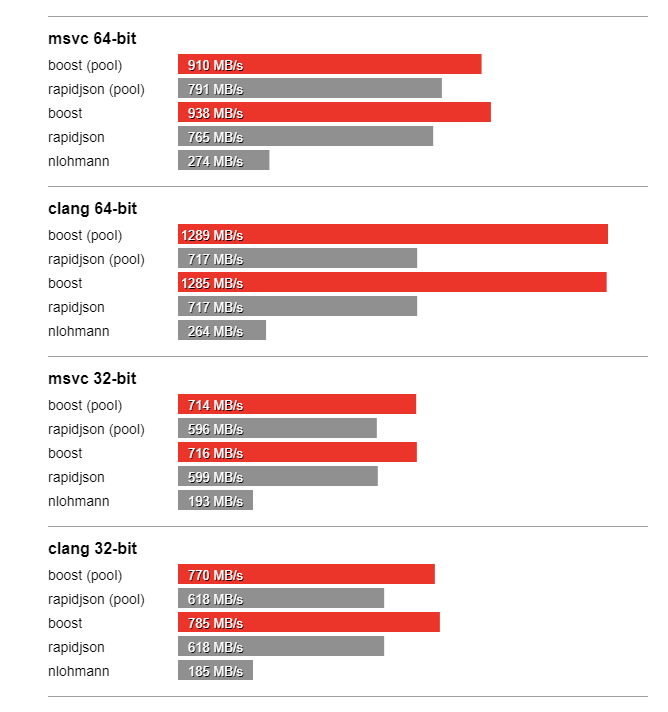 msvc 64-bit
boost (pool) 910 MB/s
rapidjson (pool) 791 MB/s
boost 938 MB/s
rapidjson 765 MB/s
nlohmann 274 MB/s
clang 64-bit
boost (pool) 1289 MB/s
rapidjson (pool) 717 MB/s
boost 1285 MB/s
rapidjson 717 MB/s
nlohmann 264 MB/s
msvc 32-bit
boost (pool) 714 MB/s
rapidjson (pool) 596 MB/s
boost 716 MB/s
rapidjson 599 MB/s
nlohmann 193 MB/s
clang 32-bit
boost (pool) 770 MB/s
rapidjson (pool) 618 MB/s
boost 785 MB/s
rapidjson 618 MB/s
nlohmann 185 MB/s